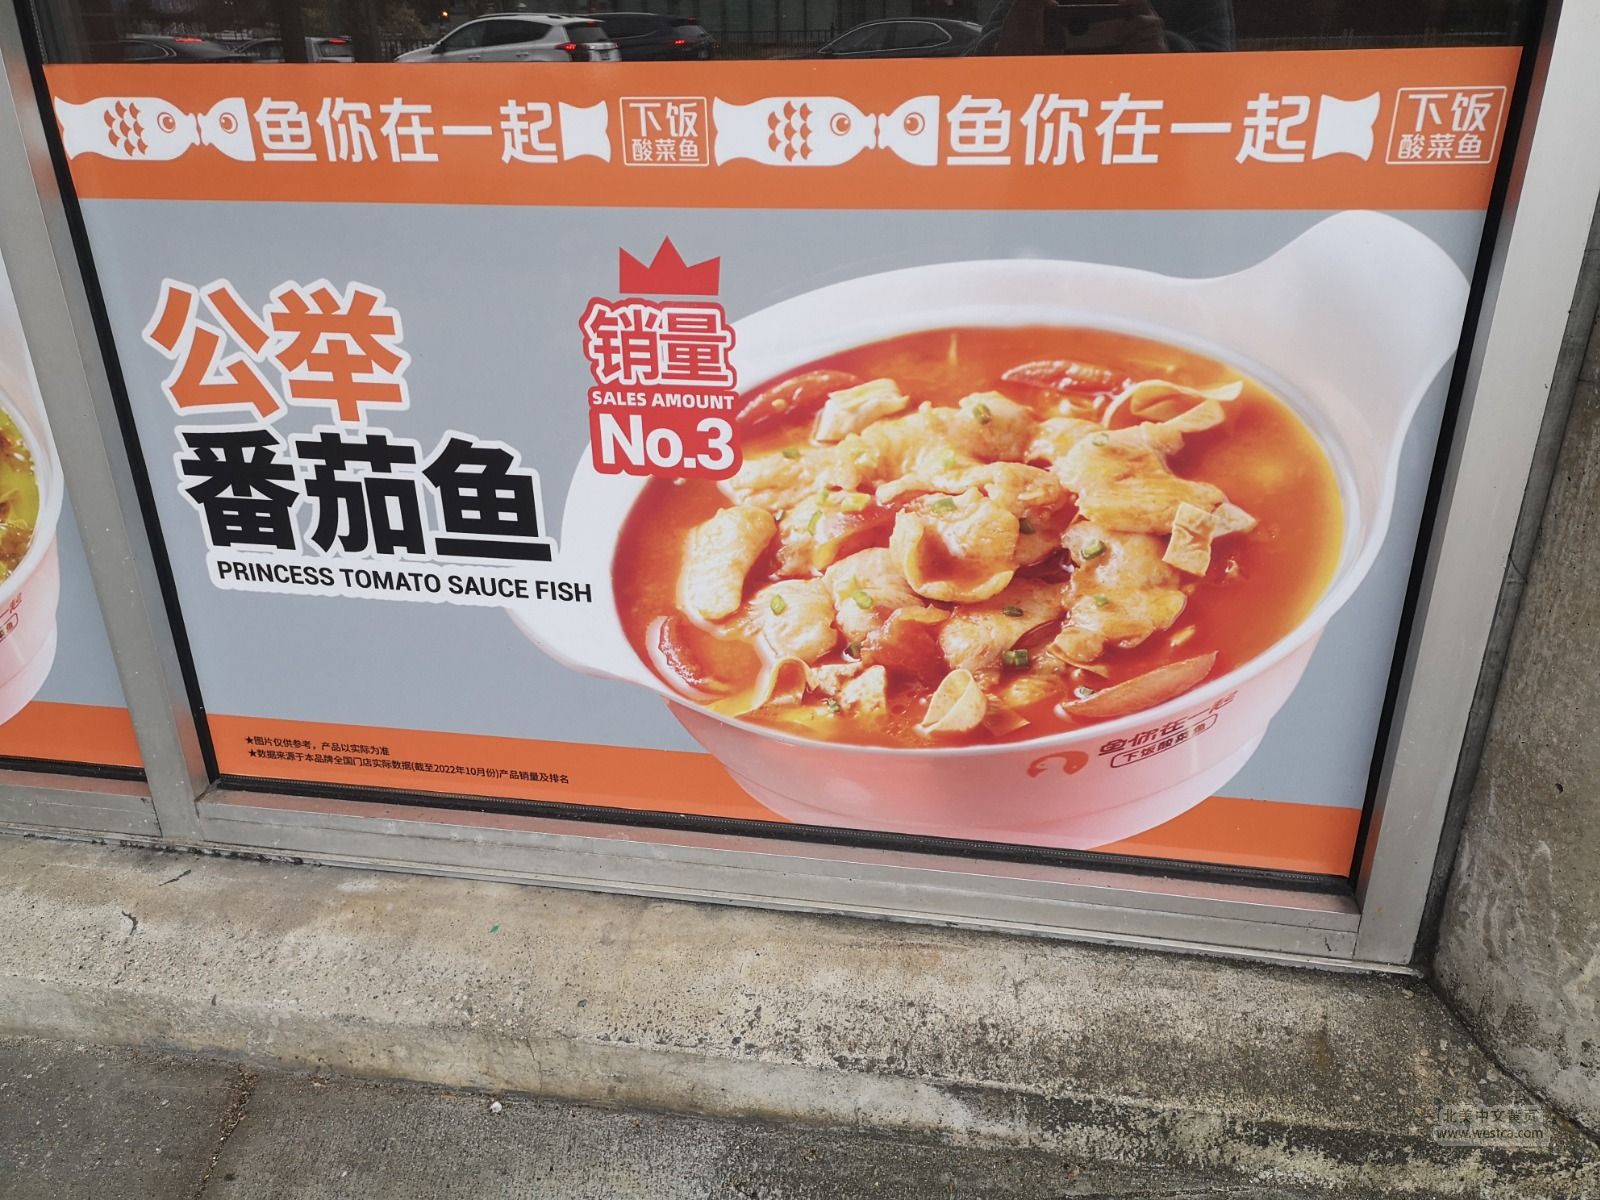 鱼你在一起 下饭酸菜鱼 鱼你在一起 下饭酸菜鱼
公举
番茄鱼
PRINCESS TOMATO SAUCE FISH
销量
SALES AMOUNT
No.3
鱼你在一起
下饭酸菜鱼
★图片仅供参考，产品以实际为准
★数据来源于本品牌全国门店实际数据(截至2022年10月份)产品销量及排名
北美中文黄页
www.westca.com